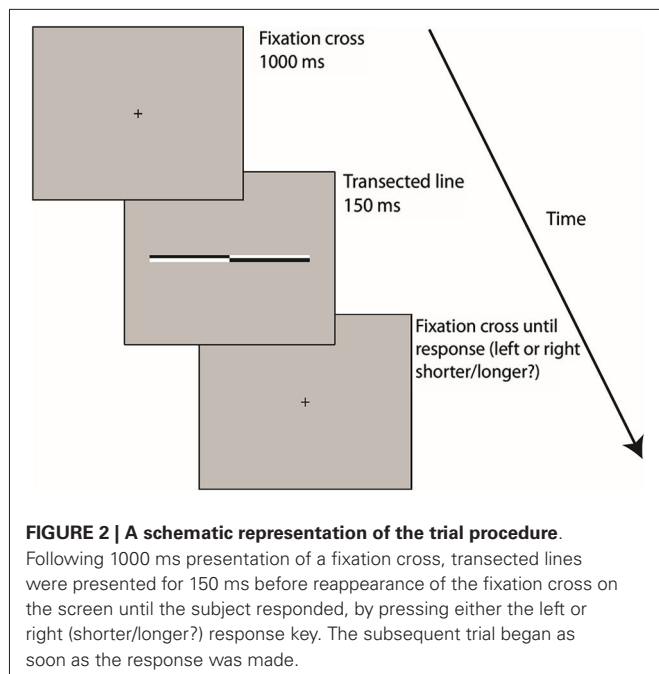 Fixation cross
1000 ms
Transected line
150 ms
Time
Fixation cross until
response (left or right
shorter/longer?)
FIGURE 2 | A schematic representation of the trial procedure.
Following 1000 ms presentation of a fixation cross, transected lines
were presented for 150 ms before reappearance of the fixation cross on
the screen until the subject responded, by pressing either the left or
right (shorter/longer?) response key. The subsequent trial began as
soon as the response was made.